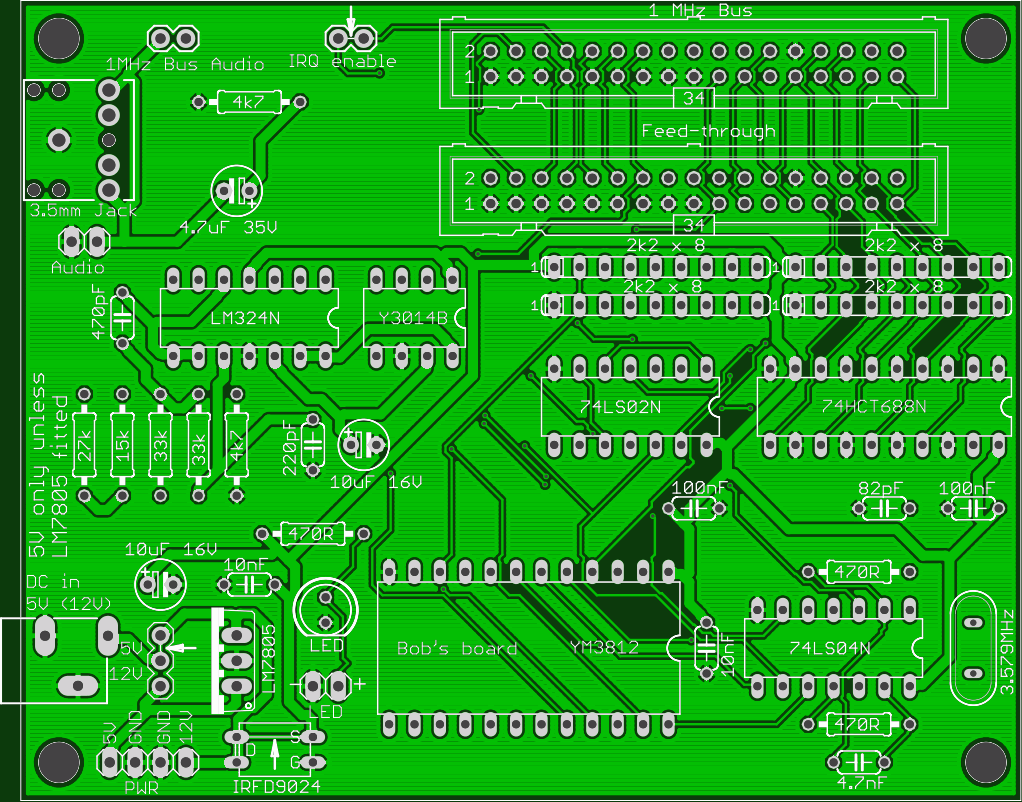 1 MHz Bus
1MHz Bus Audio
IRQ enable
2
1
34
4k7
Feed-through
2
1
34
3.5mm Jack
4.7uF 35V
+
Audio
2k2 x 8
2k2 x 8
1
1
2k2 x 8
2k2 x 8
1
1
470pF
LM324N
Y3014B
74LS02N
74HCT688N
5V only unless
LM7805 fitted
27k
15k
33k
33k
4k7
220pF
+
10uF 16V
100nF
82pF
100nF
470R
10uF 16V
+
10nF
DC in
5V (12V)
470R
LED
Bob's board
YM3812
10nF
74LS04N
3.579MHz
5V
12V
LM7805
- +
LED
470R
5V
GND
GND
12V
PWR
D
S
G
IRFD9024
4.7nF